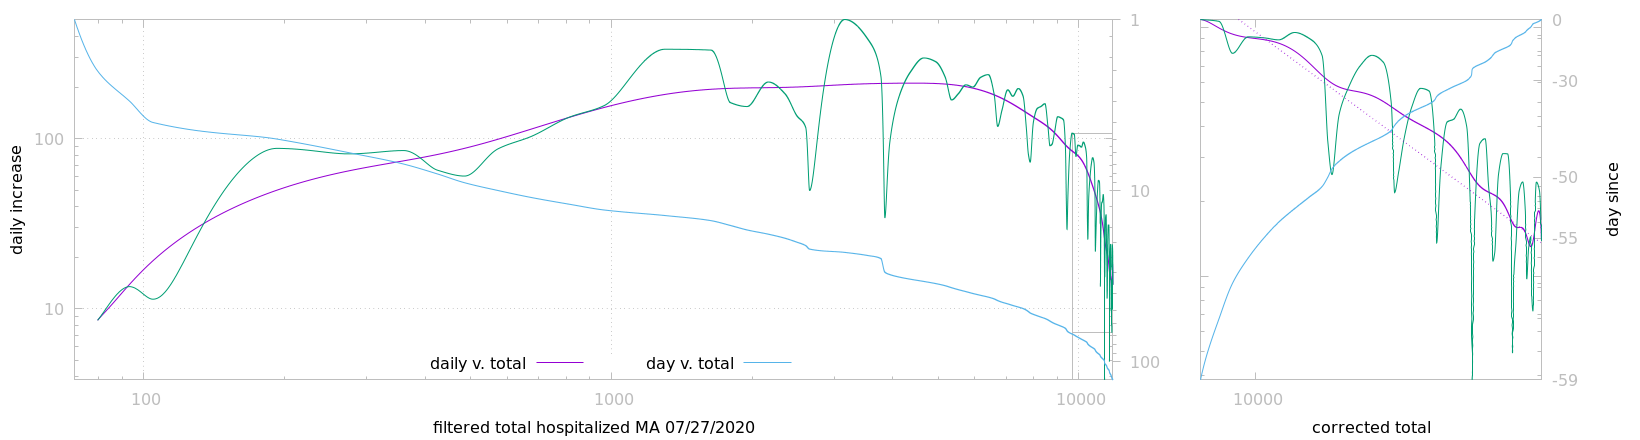 daily increase
100
10
100
1000
10000
filtered total hospitalized MA 07/27/2020
daily v. total
day v. total
1
10
100
10000
corrected total
0
-30
-50
-55
-59
day since